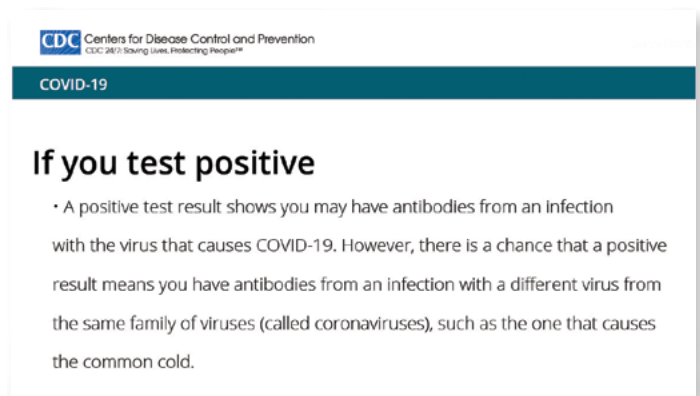 CDC Centers for Disease Control and Prevention
CDC 24/7: Saving Lives, Protecting People™
COVID-19
If you test positive
• A positive test result shows you may have antibodies from an infection
with the virus that causes COVID-19. However, there is a chance that a positive
result means you have antibodies from an infection with a different virus from
the same family of viruses (called coronaviruses), such as the one that causes
the common cold.